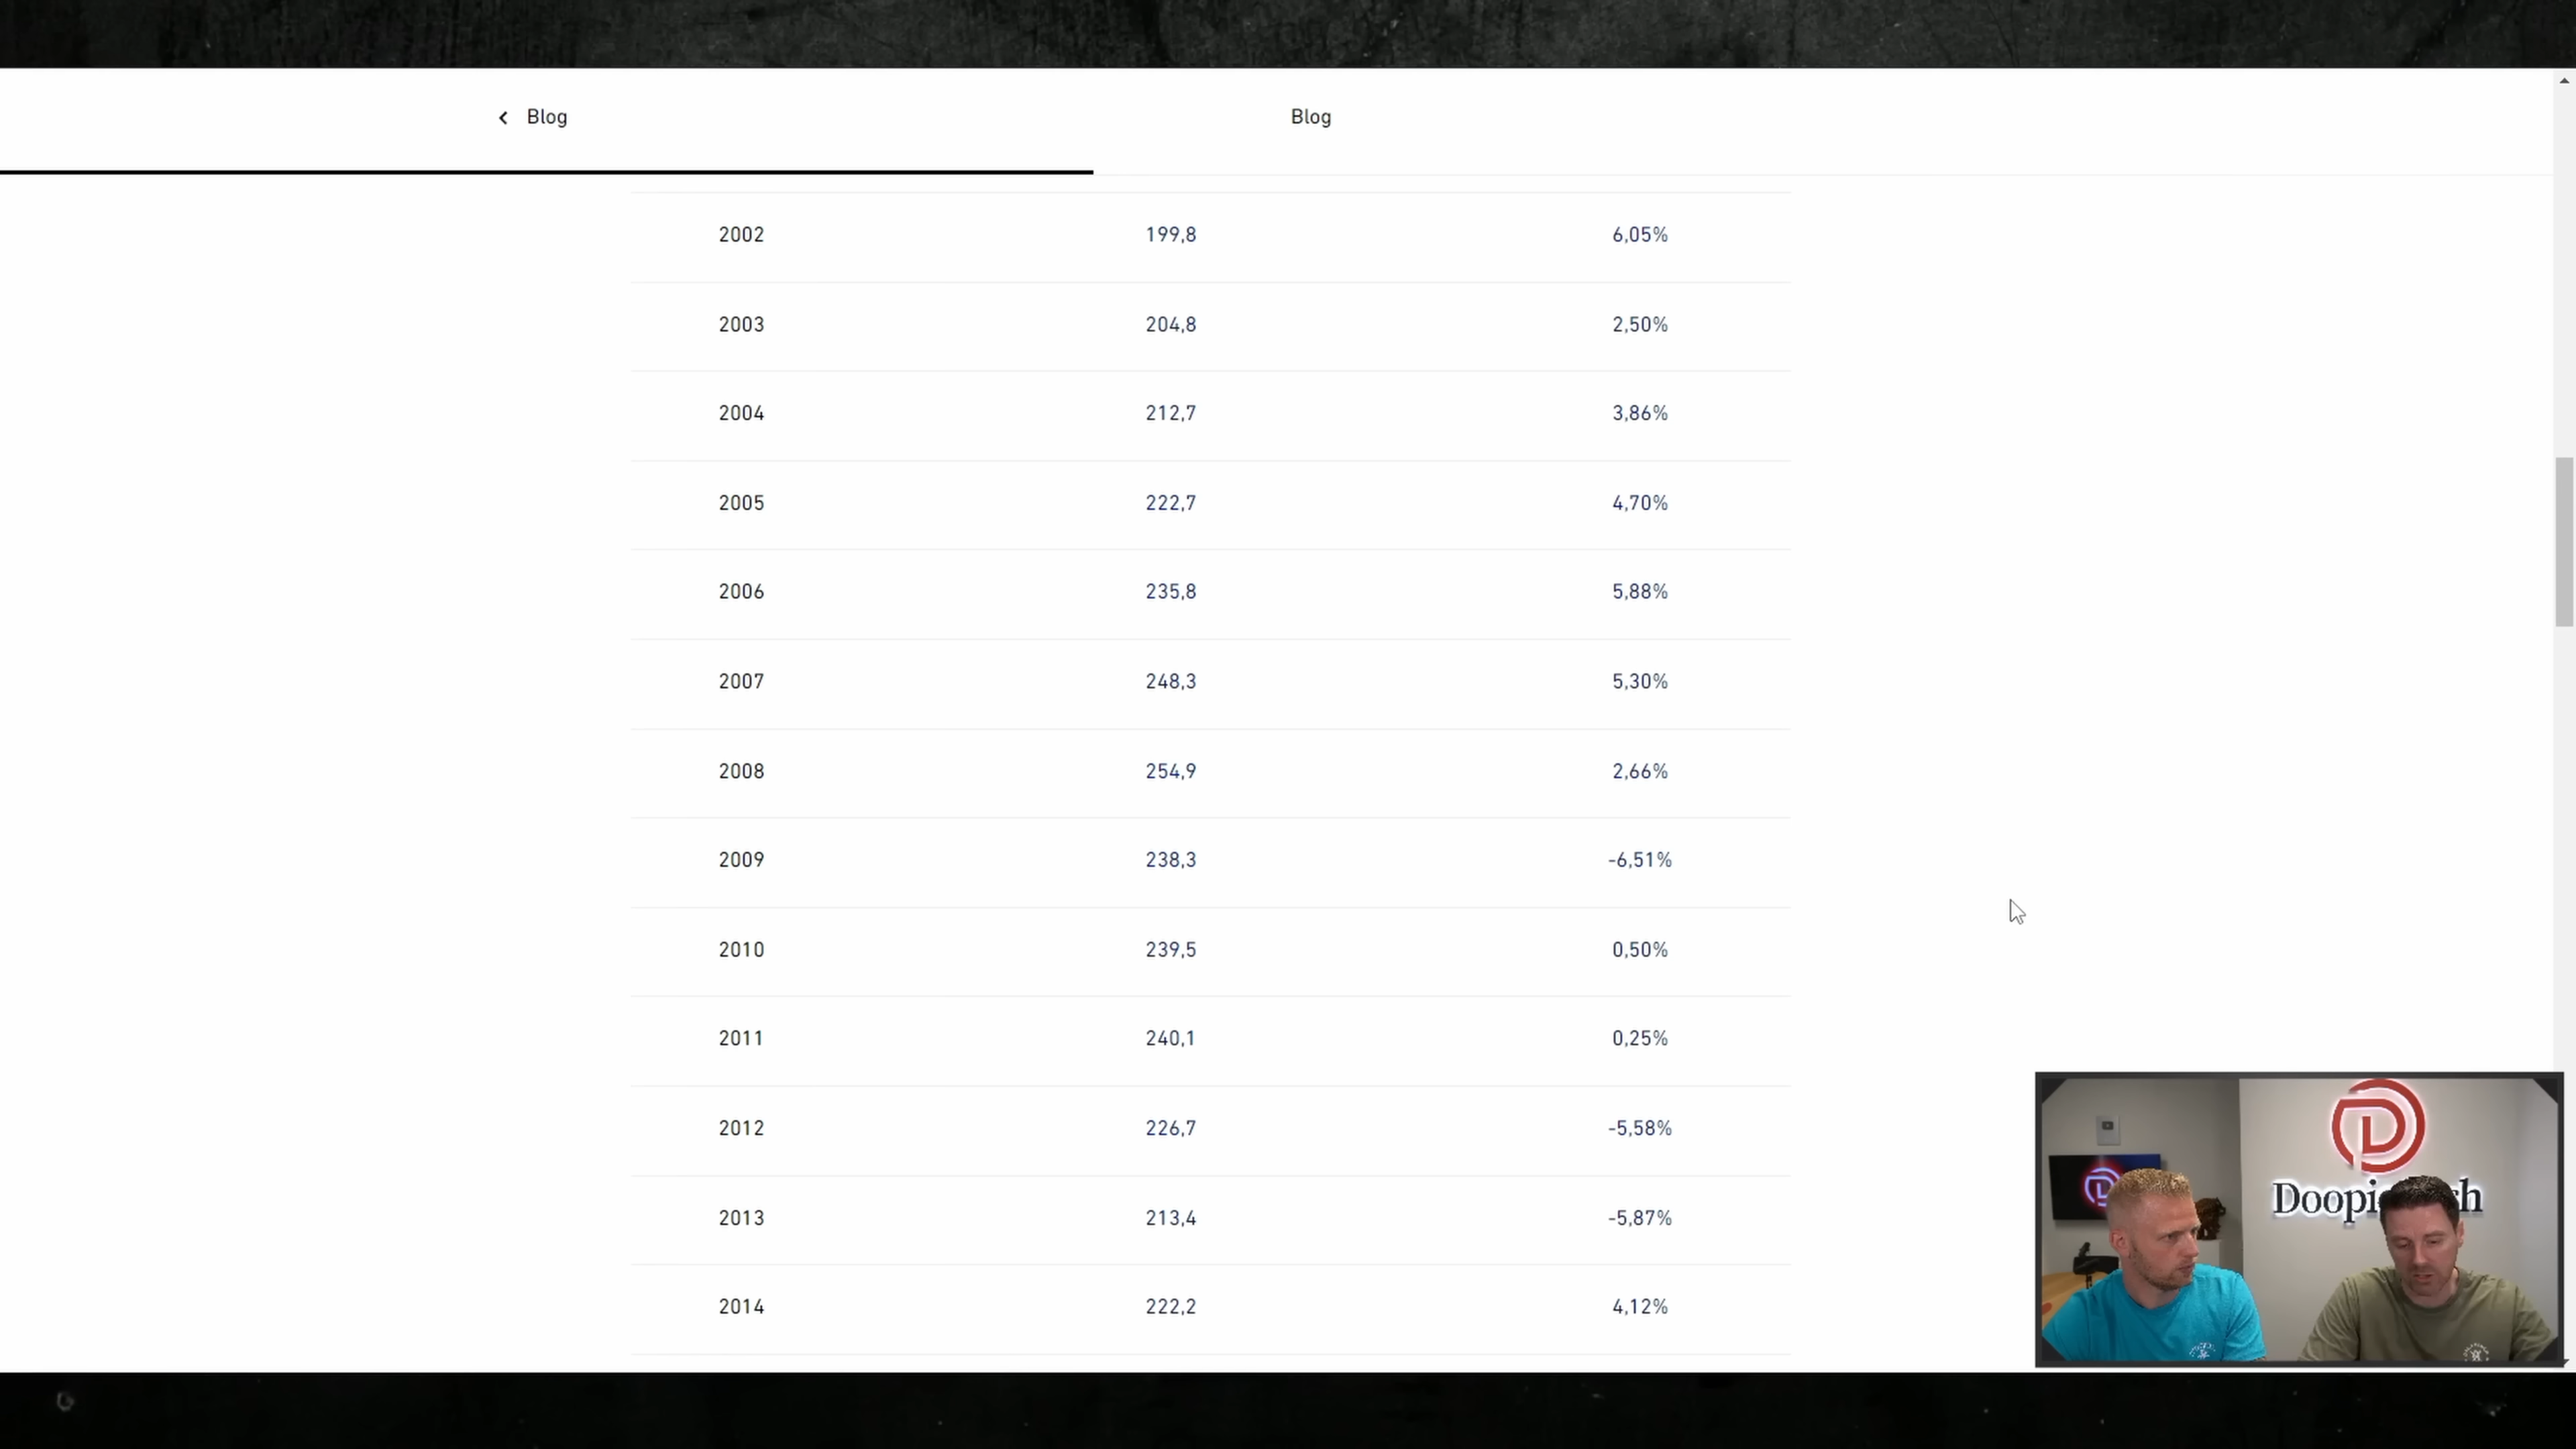 Blog
Blog
2002 199,8 6,05%
2003 204,8 2,50%
2004 212,7 3,86%
2005 222,7 4,70%
2006 235,8 5,88%
2007 248,3 5,30%
2008 254,9 2,66%
2009 238,3 -6,51%
2010 239,5 0,50%
2011 240,1 0,25%
2012 226,7 -5,58%
2013 213,4 -5,87%
2014 222,2 4,12%